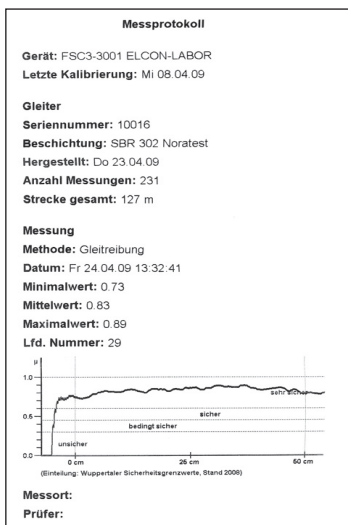 Messprotokoll
Gerät: FSC3-3001 ELCON-LABOR
Letzte Kalibrierung: Mi 08.04.09
Gleiter
Seriennummer: 10016
Beschichtung: SBR 302 Noratest
Hergestellt: Do 23.04.09
Anzahl Messungen: 231
Strecke gesamt: 127 m
Messung
Methode: Gleitreibung
Datum: Fr 24.04.09 13:32:41
Minimalwert: 0.73
Mittelwert: 0.83
Maximalwert: 0.89
Lfd. Nummer: 29
µ
1.0
sehr sicher
0.5
sicher
bedingt sicher
unsicher
0.0
0 cm 25 cm 50 cm
(Einteilung: Wuppertaler Sicherheitsgrenzwerte, Stand 2008)
Messort:
Prüfer: